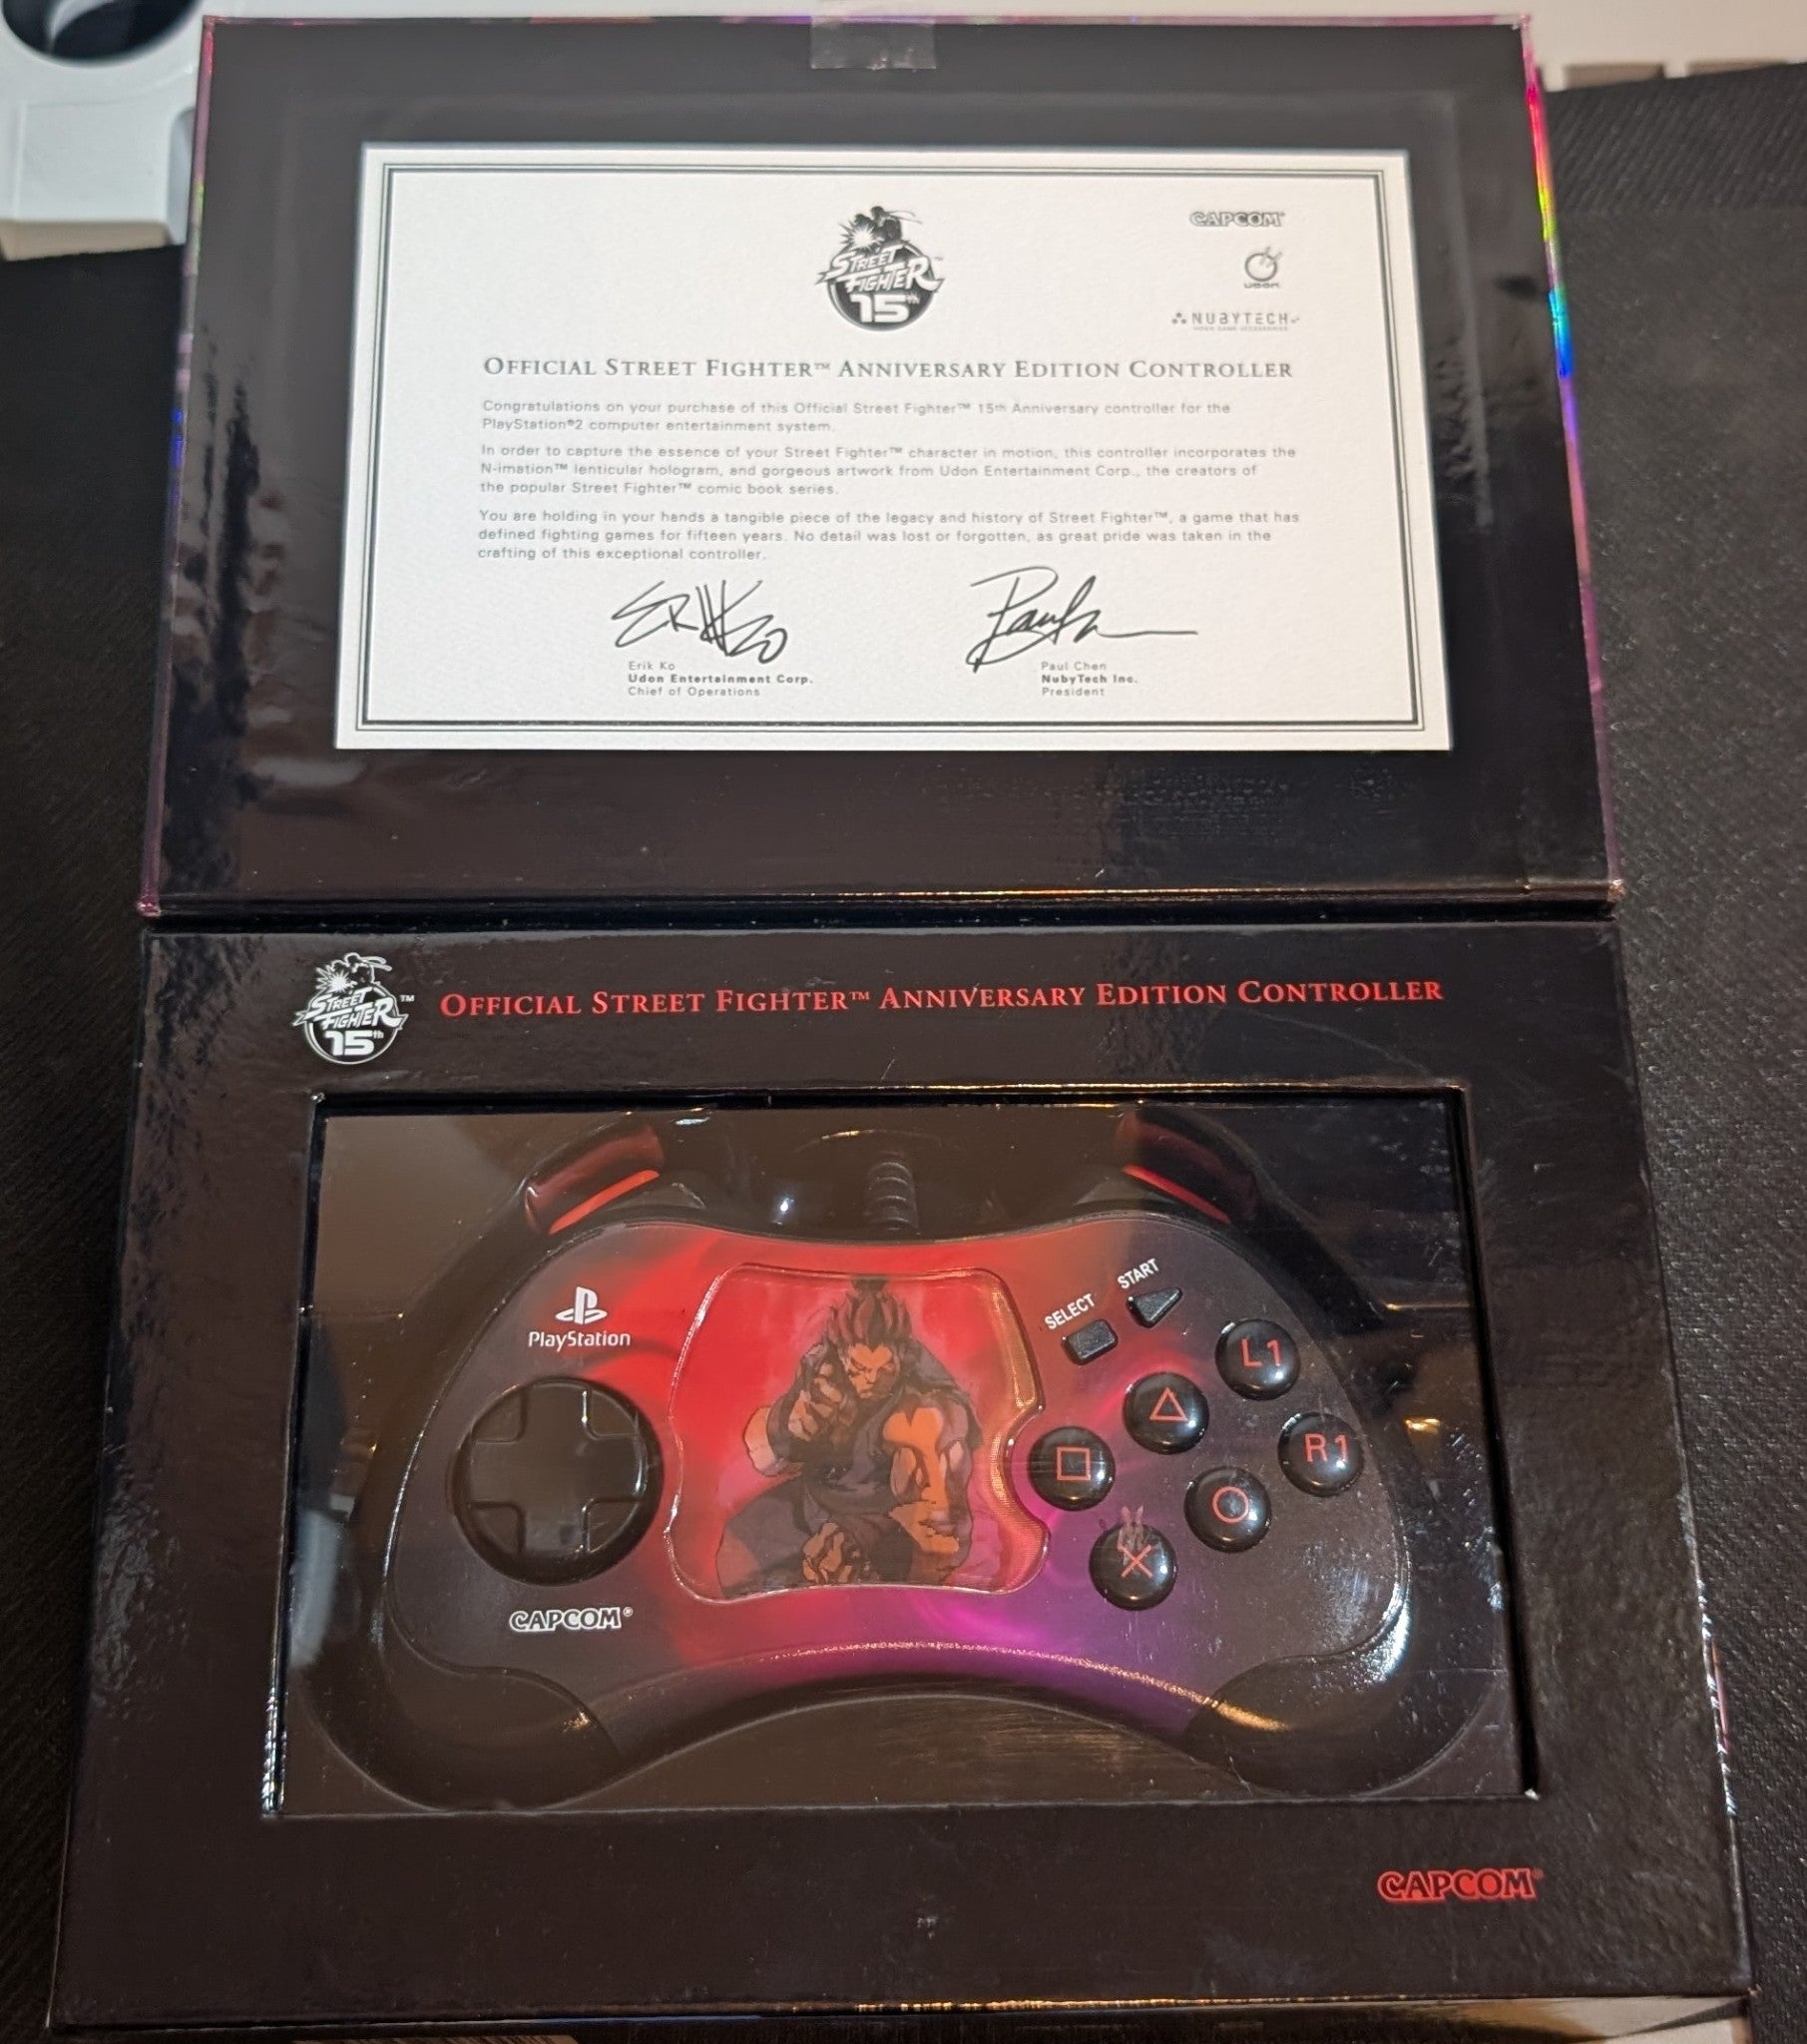 STREET
FIGHTER™
15th
CAPCOM®
UDON
NUBYTECH
OFFICIAL STREET FIGHTER™ ANNIVERSARY EDITION CONTROLLER
Congratulations on your purchase of this Official Street Fighter™ 15th Anniversary controller for the
PlayStation®2 computer entertainment system.
In order to capture the essence of your Street Fighter™ character in motion, this controller incorporates the
N-imation™ lenticular hologram, and gorgeous artwork from Udon Entertainment Corp., the creators of
the popular Street Fighter™ comic book series.
You are holding in your hands a tangible piece of the legacy and history of Street Fighter™, a game that has
defined fighting games for fifteen years. No detail was lost or forgotten, as great pride was taken in the
crafting of this exceptional controller.
Erik Ko
Udon Entertainment Corp.
Chief of Operations
Paul Chen
NubyTech Inc.
President
STREET
FIGHTER™
15th
OFFICIAL STREET FIGHTER™ ANNIVERSARY EDITION CONTROLLER
PlayStation
SELECT
START
L1
R1
CAPCOM®
CAPCOM®